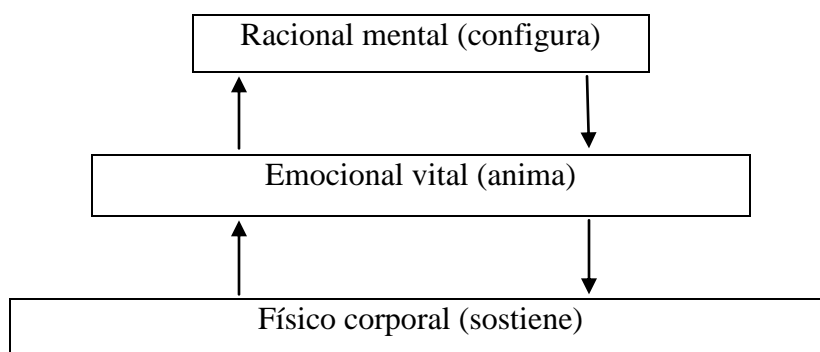 Racional mental (configura)
Emocional vital (anima)
Físico corporal (sostiene)